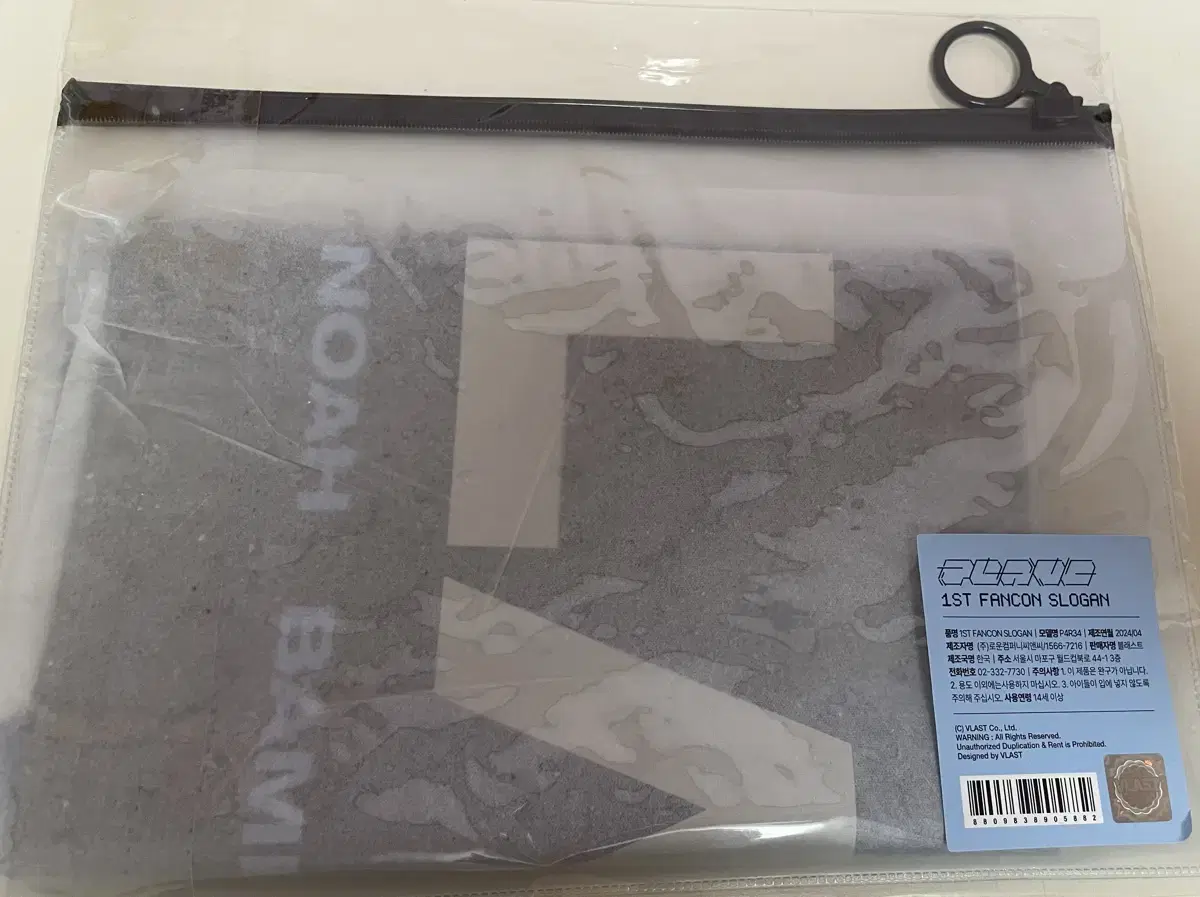 NOAH BAMI
PLAVE
1ST FANCON SLOGAN
품명 1ST FANCON SLOGAN | 모델명 P4R34 | 제조연월 2024/04
제조자명 (주)로운컴퍼니씨앤씨/1566-7216 | 판매자명 블래스트
제조국명 한국 | 주소 서울시 마포구 월드컵북로 44-1 3층
전화번호 02-332-7730 | 주의사항 1. 이 제품은 완구가 아닙니다.
2. 용도 이외에는사용하지 마십시오. 3. 아이들이 입에 넣지 않도록
주의해 주십시오. 사용연령 14세 이상
(C) VLAST Co., Ltd.
WARNING : All Rights Reserved.
Unauthorized Duplication & Rent is Prohibited.
Designed by VLAST
8809838905882
VLAST